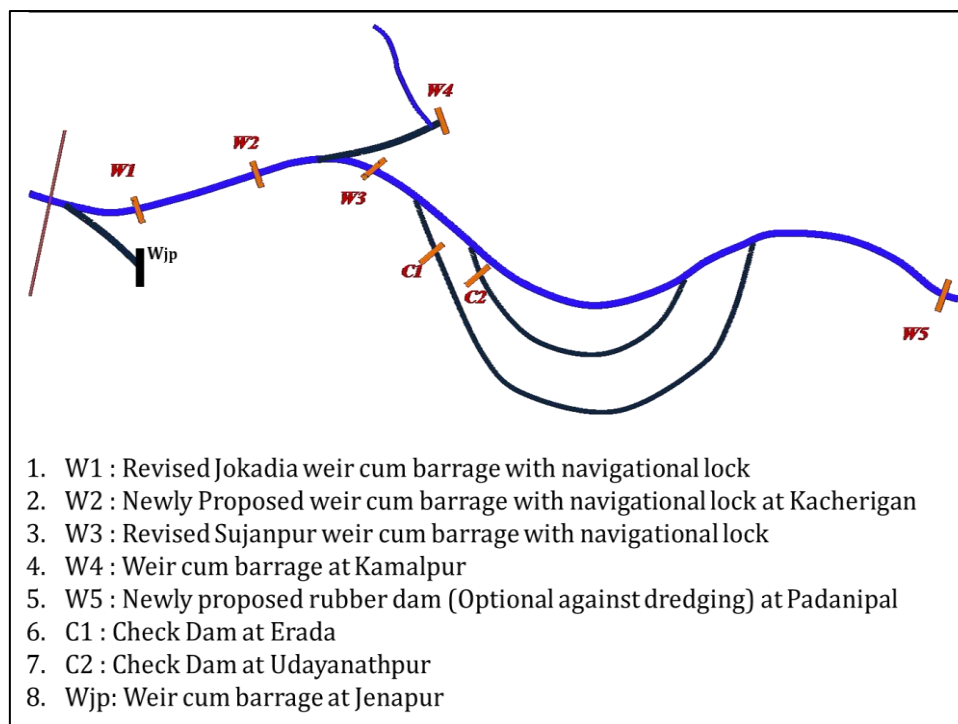 W4
W2
W1
W3
Wjp
C1
C2
W5
1. W1 : Revised Jokadia weir cum barrage with navigational lock
2. W2 : Newly Proposed weir cum barrage with navigational lock at Kacherigan
3. W3 : Revised Sujanpur weir cum barrage with navigational lock
4. W4 : Weir cum barrage at Kamalpur
5. W5 : Newly proposed rubber dam (Optional against dredging) at Padanipal
6. C1 : Check Dam at Erada
7. C2 : Check Dam at Udayanathpur
8. Wjp: Weir cum barrage at Jenapur